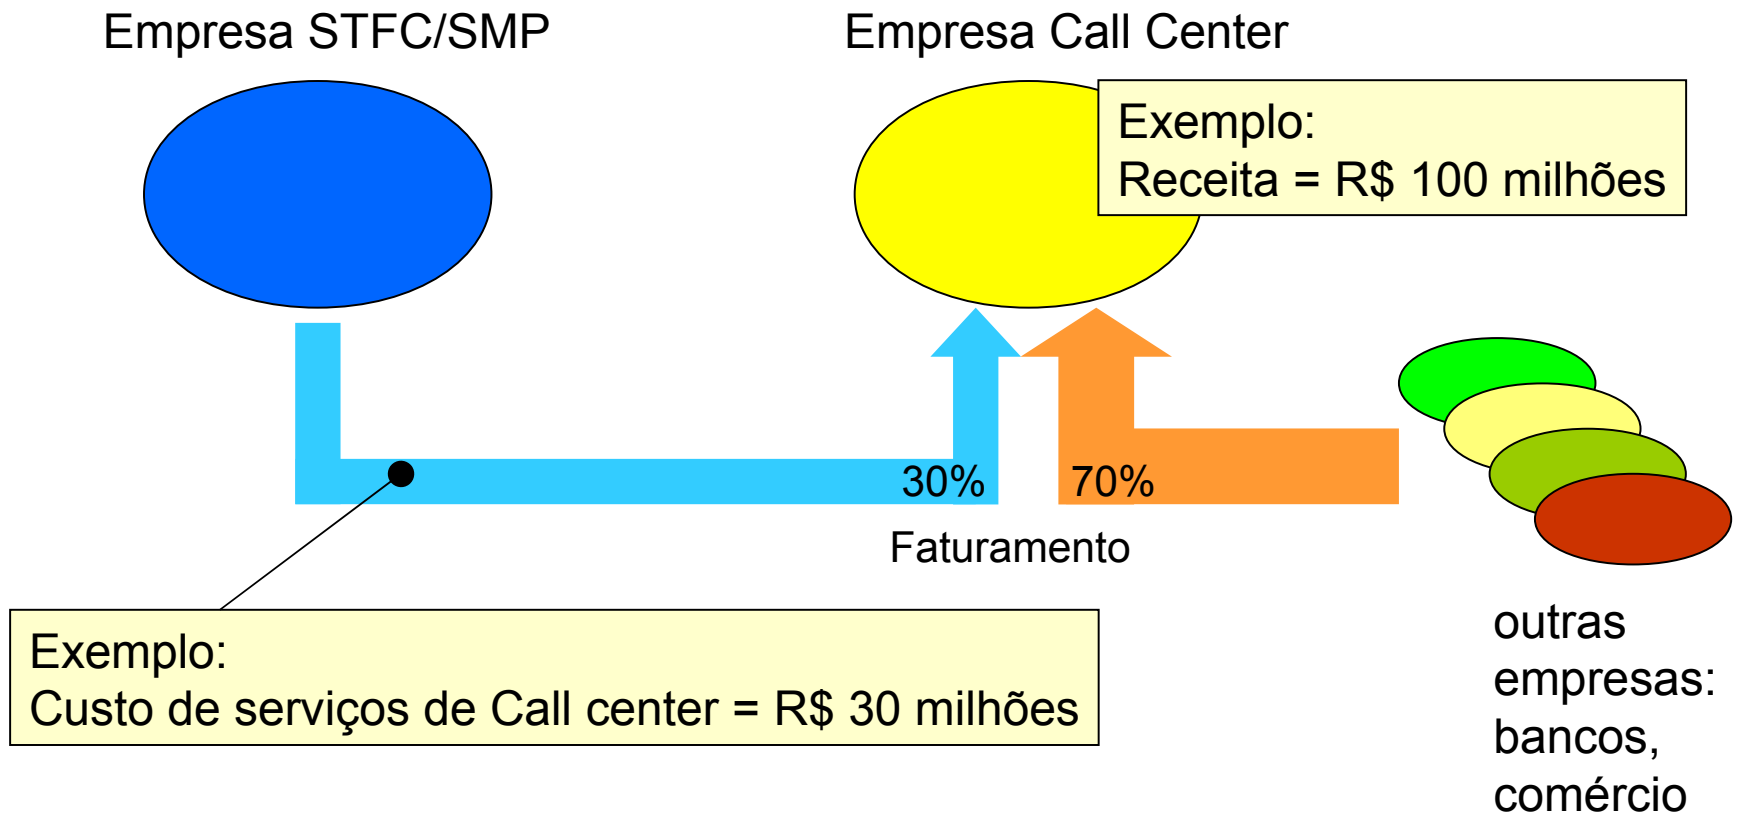 Empresa STFC/SMP
Empresa Call Center
Exemplo:
Receita = R$ 100 milhões
30%
70%
Faturamento
Exemplo:
Custo de serviços de Call center = R$ 30 milhões
outras
empresas:
bancos,
comércio